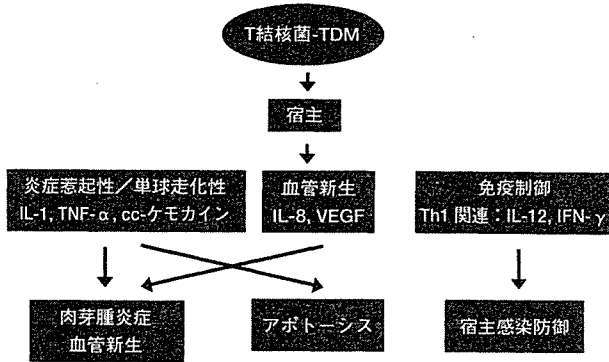 T結核菌-TDM
宿主
炎症惹起性／単球走化性
IL-1, TNF-α, cc-ケモカイン
血管新生
IL-8, VEGF
免疫制御
Th1 関連：IL-12, IFN-γ
肉芽腫炎症
血管新生
アポトーシス
宿主感染防御